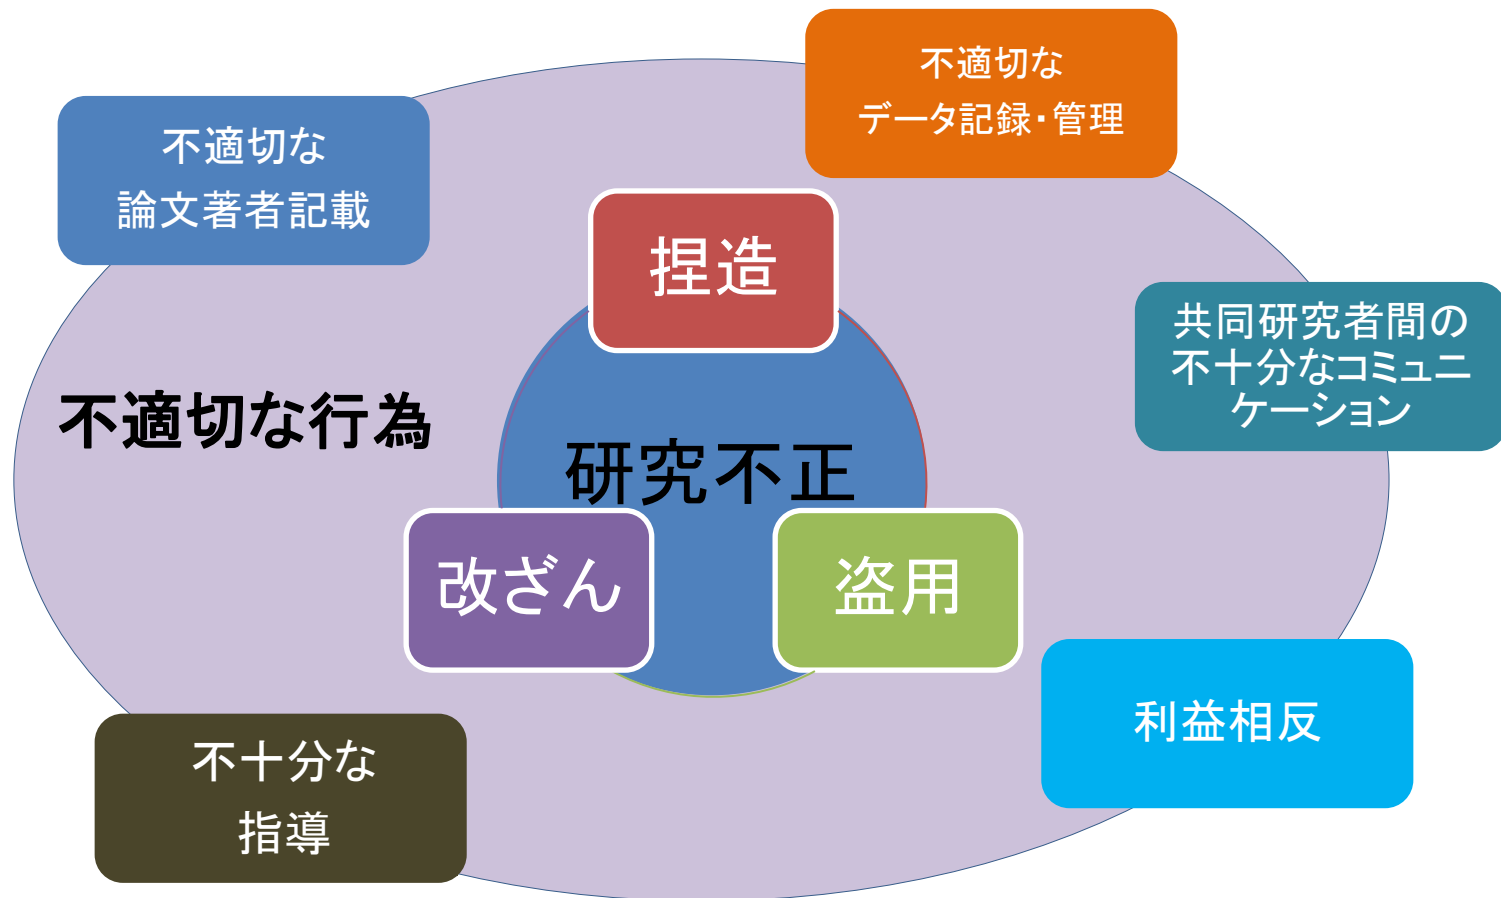 不適切な
データ記録・管理
不適切な
論文著者記載
捏造
共同研究者間の
不十分なコミュニ
ケーション
不適切な行為
研究不正
改ざん
盗用
利益相反
不十分な
指導